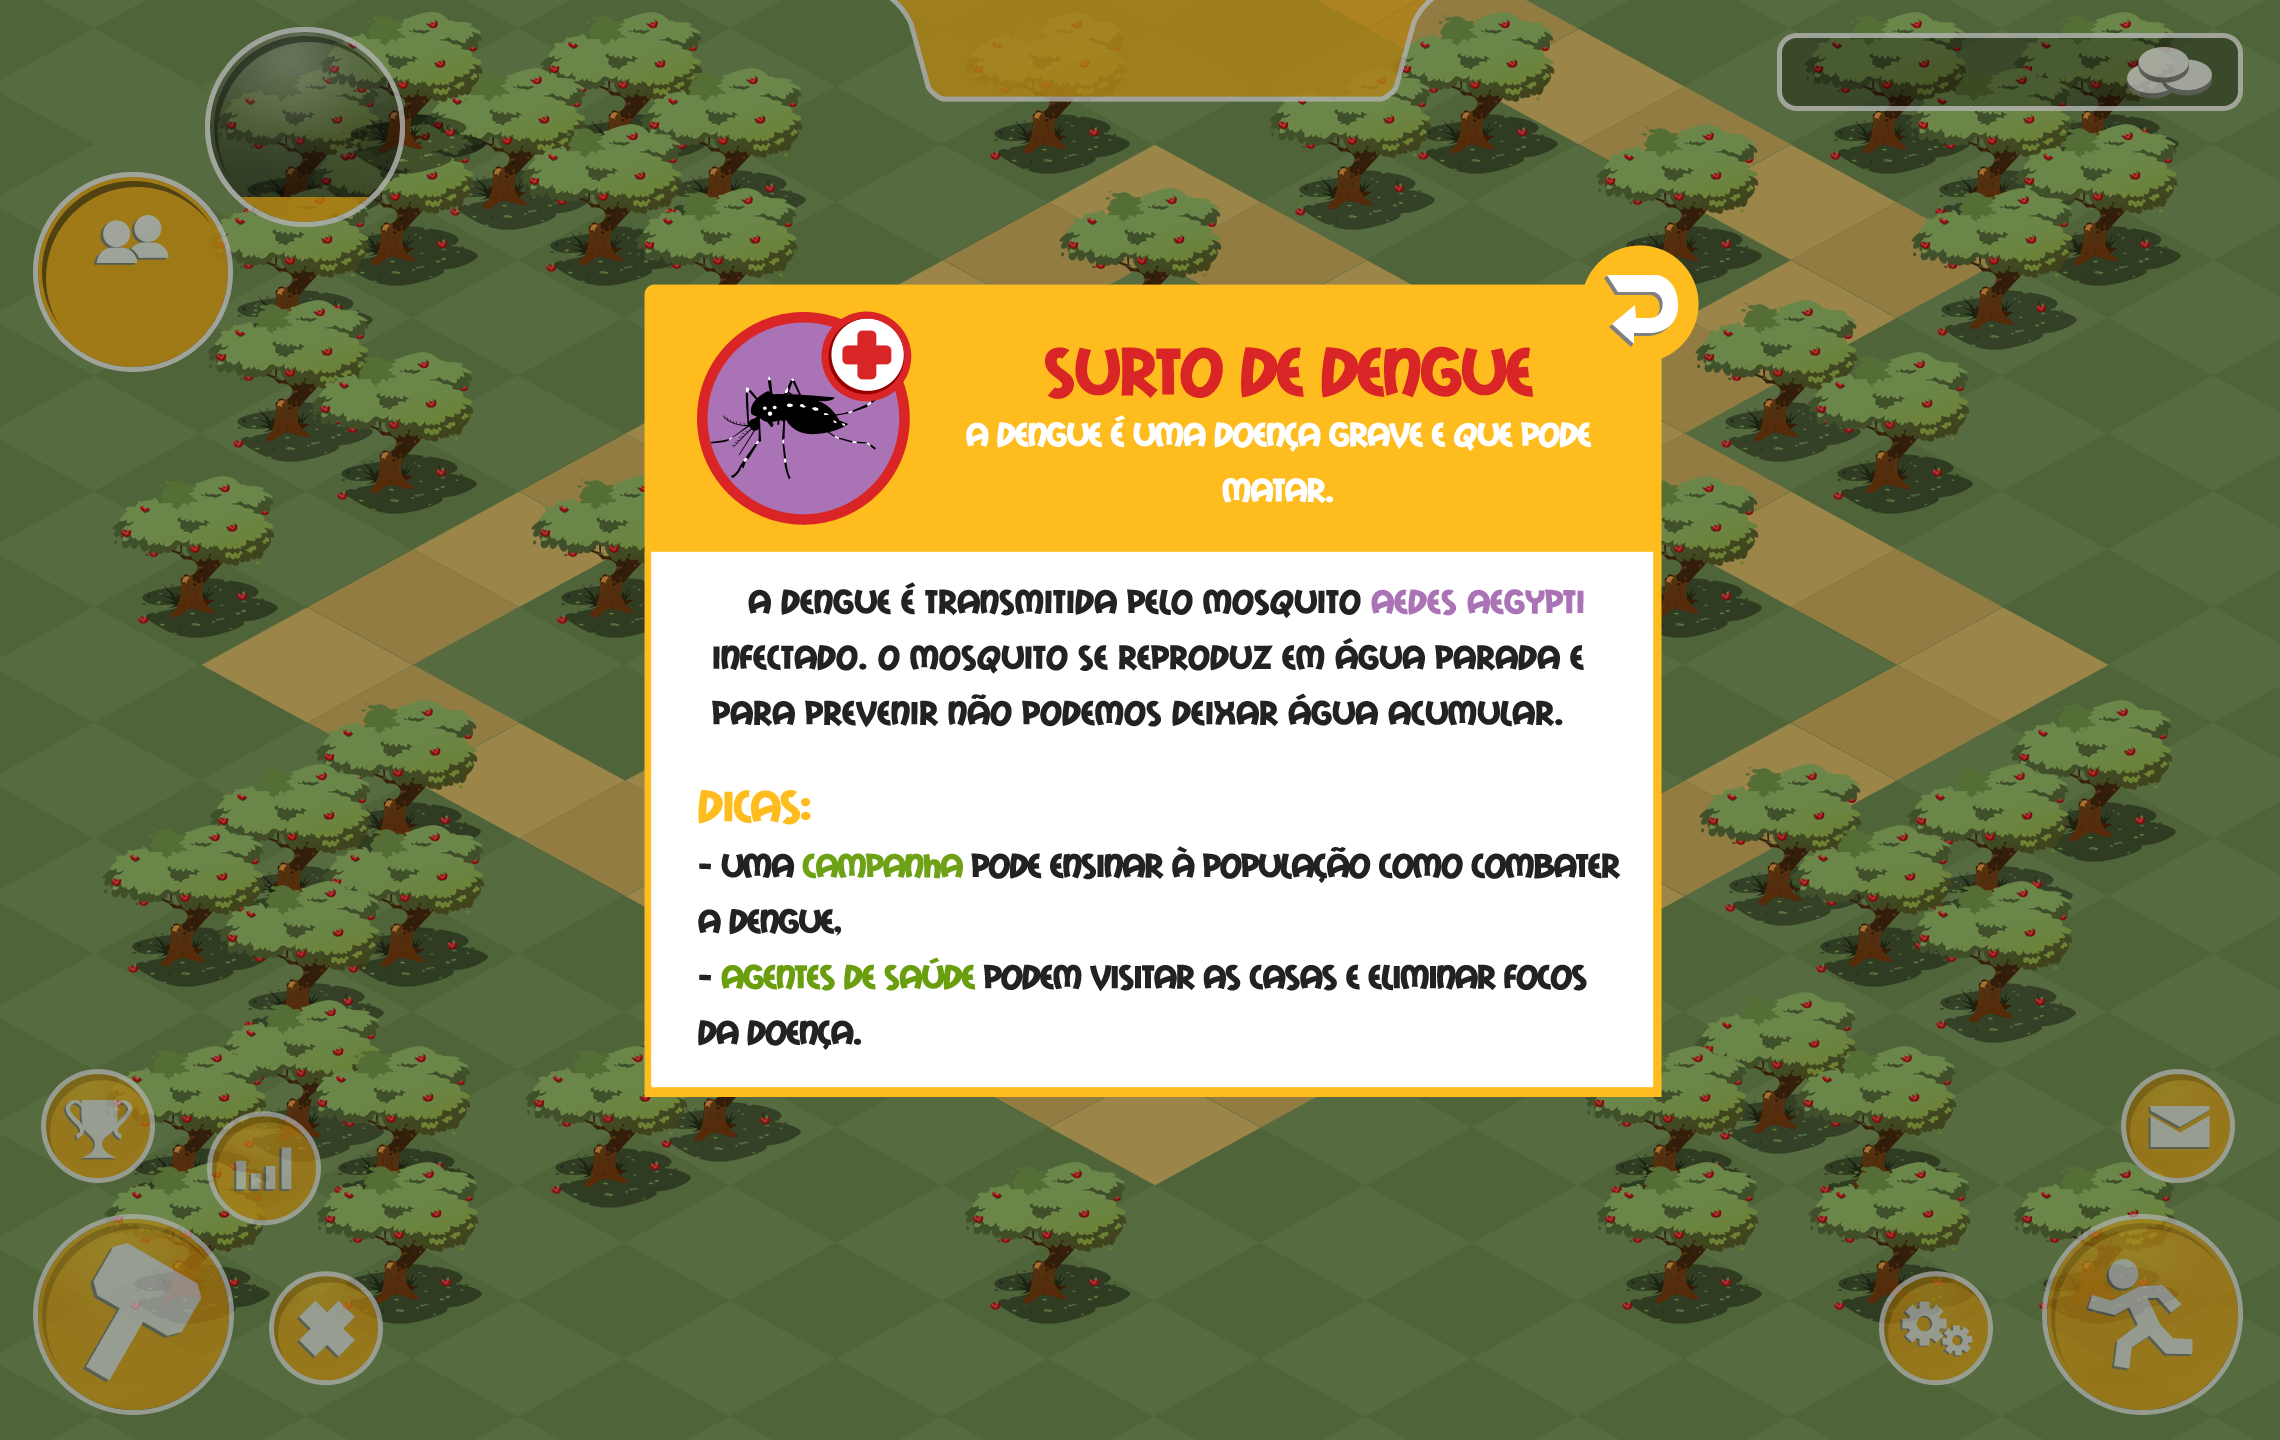 SURTO DE DENGUE
A DENGUE É UMA DOENÇA GRAVE E QUE PODE
MATAR.
A DENGUE É TRANSMITIDA PELO MOSQUITO AEDES AEGYPTI
INFECTADO. O MOSQUITO SE REPRODUZ EM ÁGUA PARADA E
PARA PREVENIR NÃO PODEMOS DEIXAR ÁGUA ACUMULAR.
DICAS:
- UMA CAMPANHA PODE ENSINAR À POPULAÇÃO COMO COMBATER
A DENGUE,
- AGENTES DE SAÚDE PODEM VISITAR AS CASAS E ELIMINAR FOCOS
DA DOENÇA.